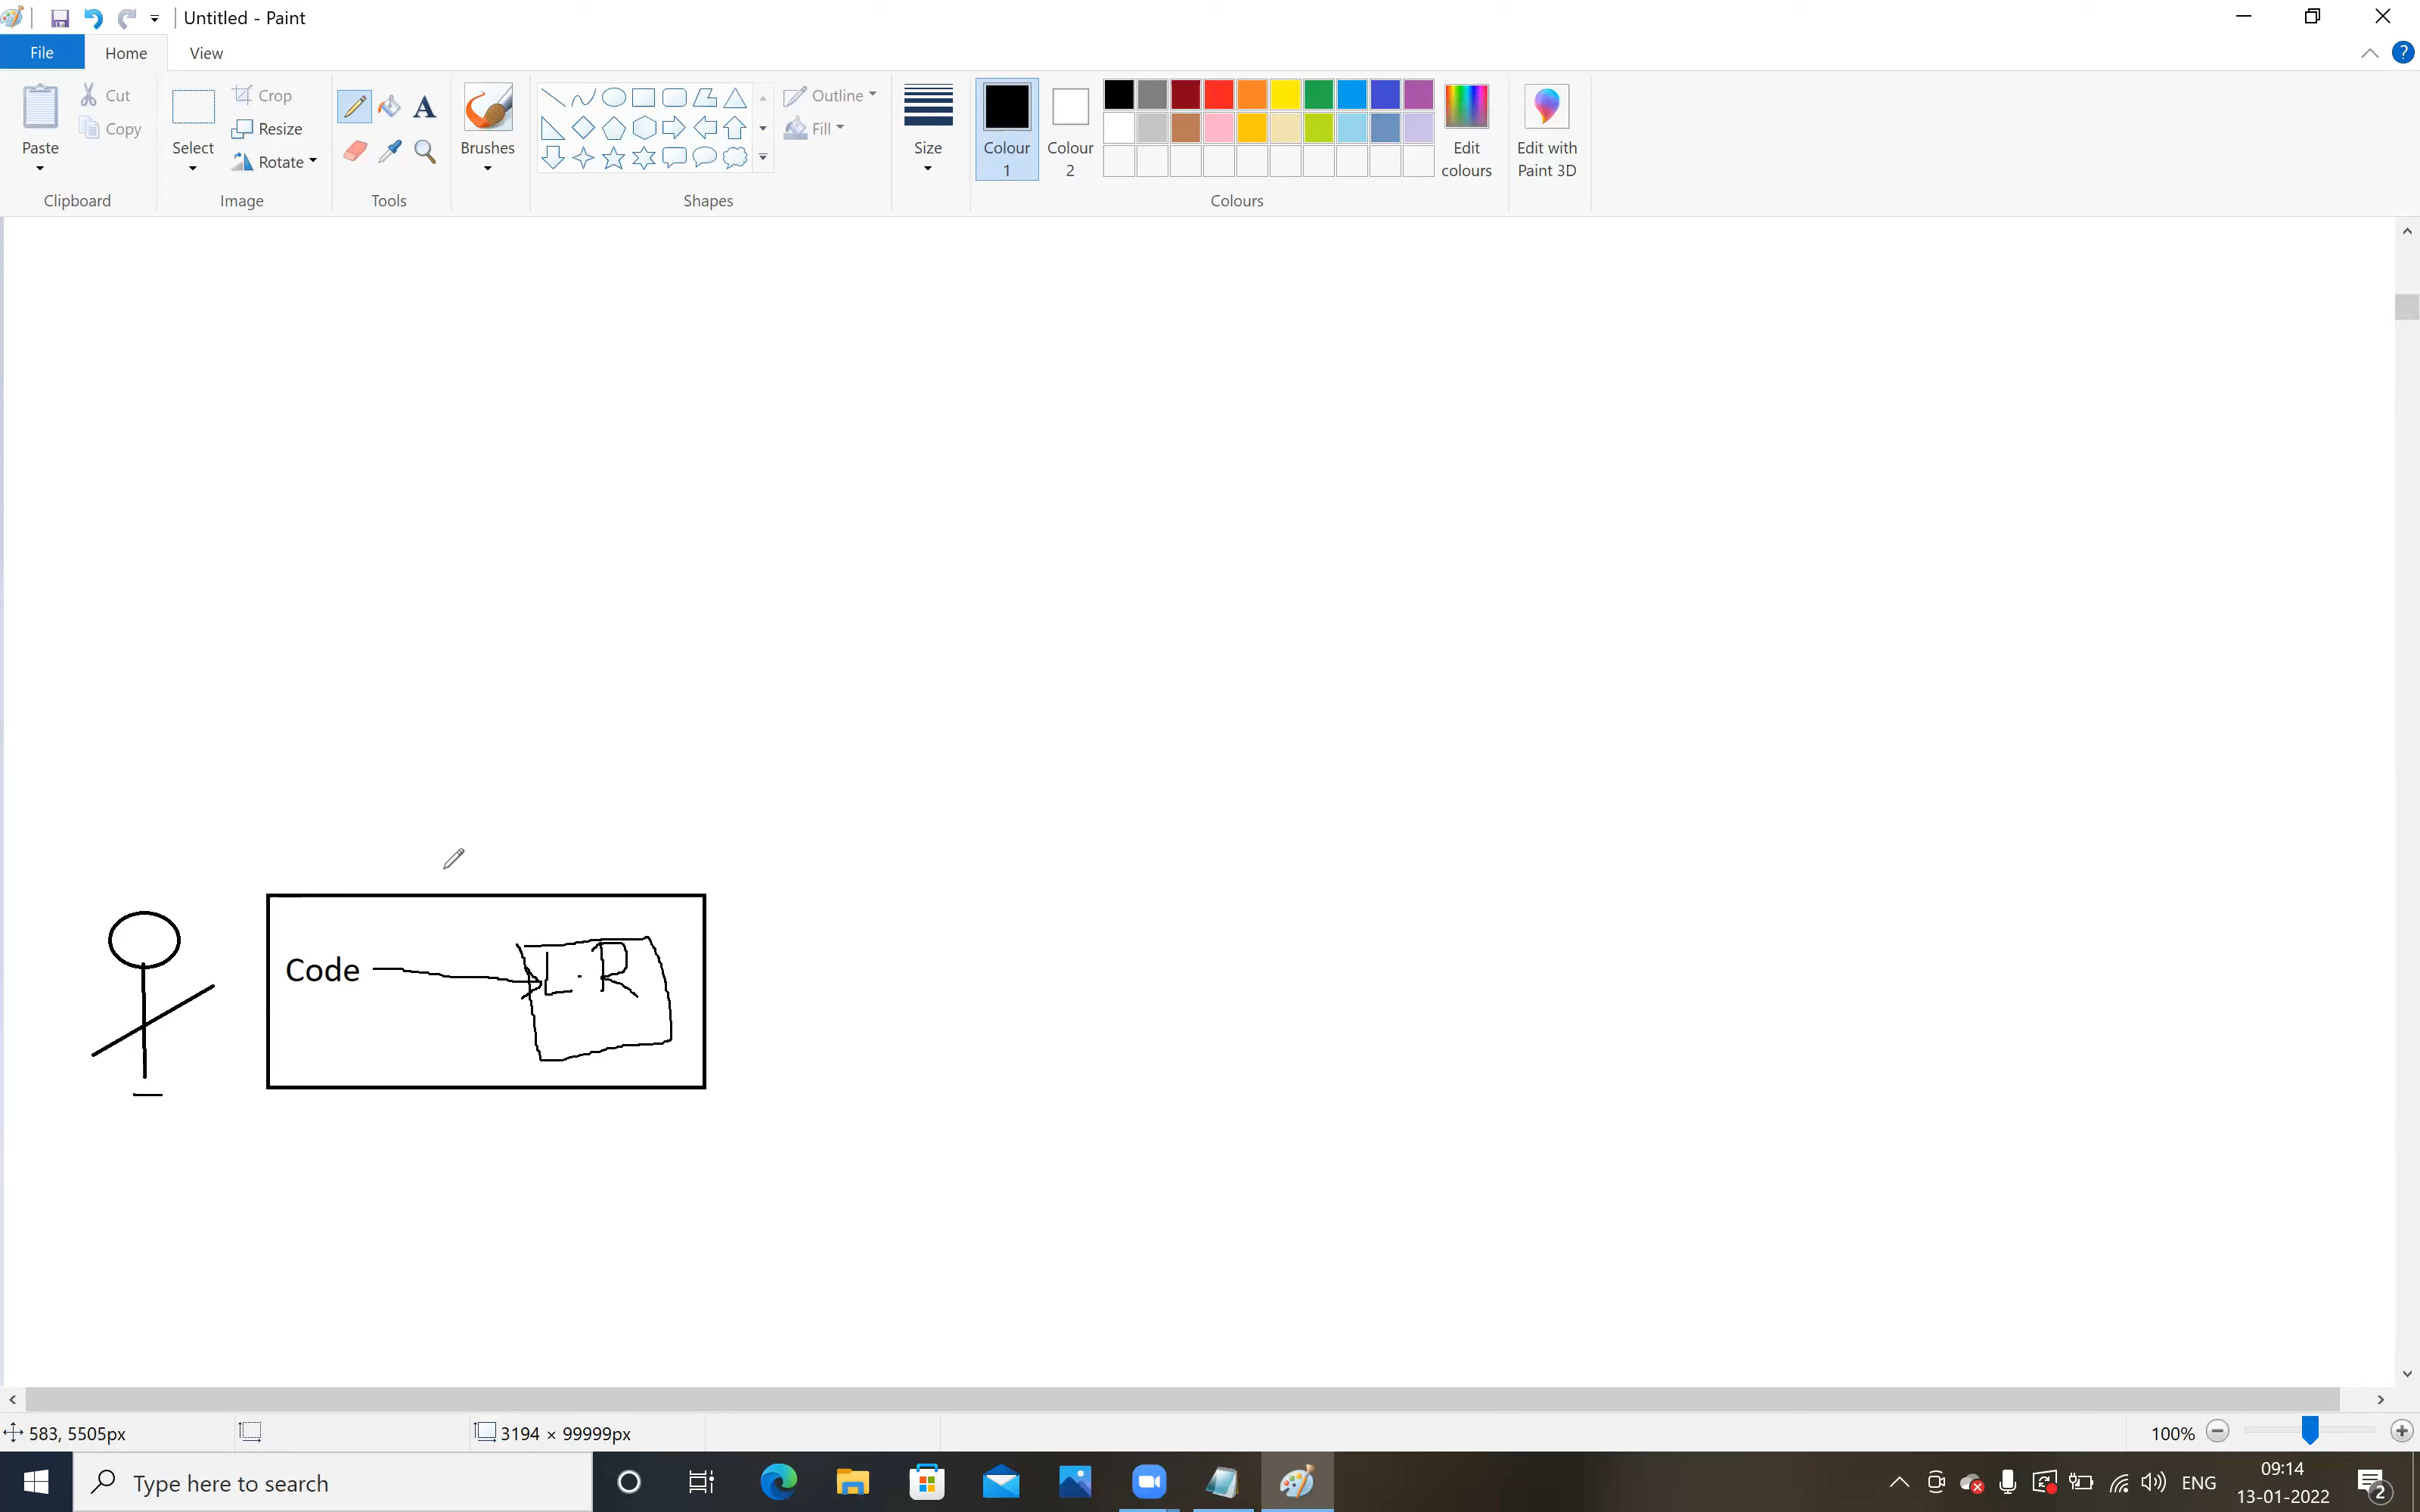 Untitled - Paint
File Home View
Paste
Cut
Copy
Clipboard
Select
Crop
Resize
Rotate
Image
Tools
Brushes
Shapes
Outline
Fill
Size
Colour 1
Colour 2
Colours
Edit colours
Edit with Paint 3D
Code
L.R
583, 5505px
3194 × 99999px
100%
Type here to search
ENG
09:14
13-01-2022
2